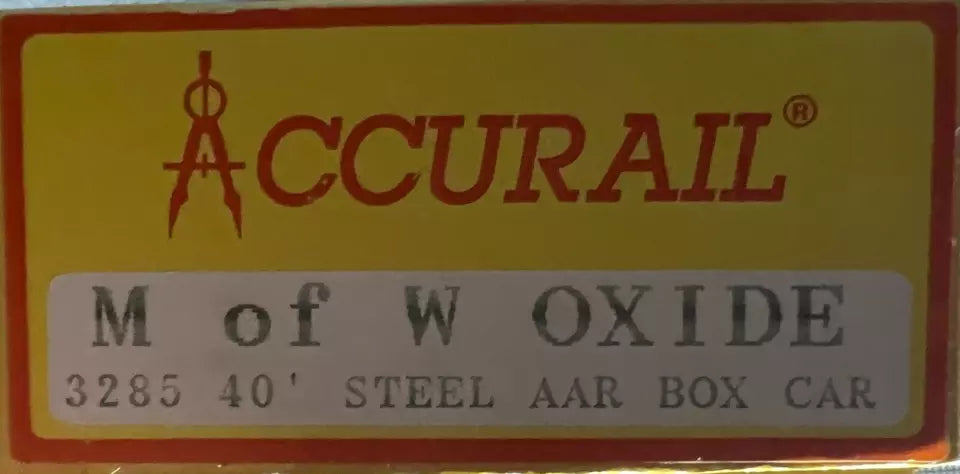 ACCURAIL®
M of W OXIDE
3285 40' STEEL AAR BOX CAR